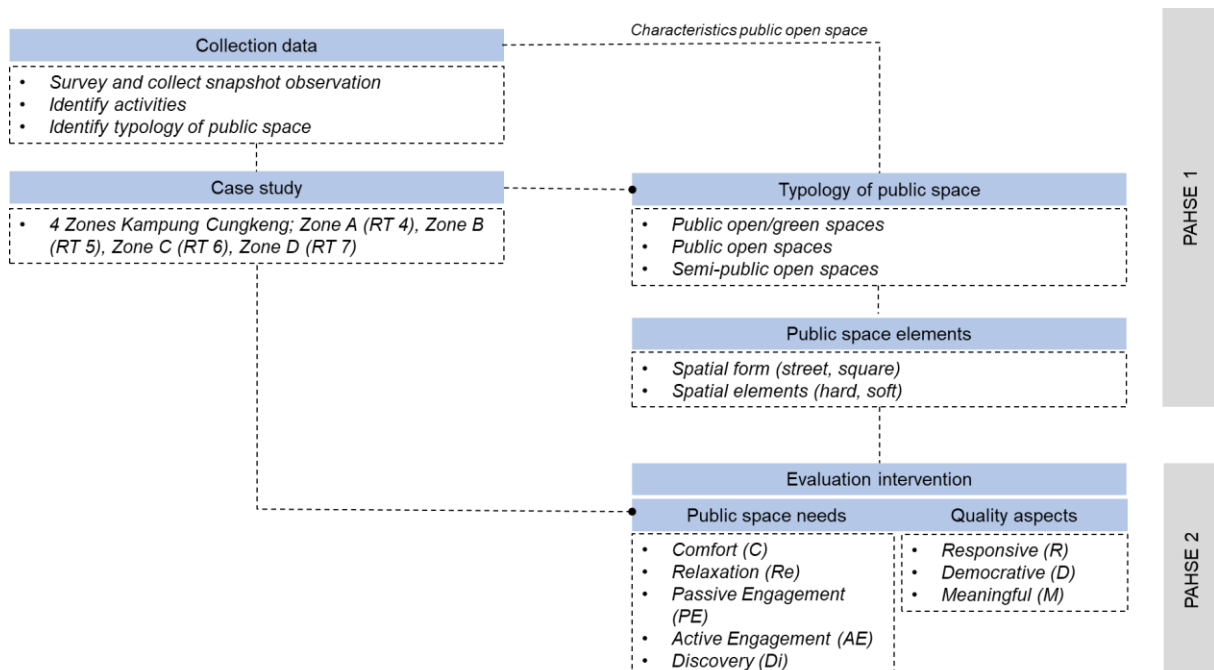 Characteristics public open space
Collection data
• Survey and collect snapshot observation
• Identify activities
• Identify typology of public space
Case study
• 4 Zones Kampung Cungkeng; Zone A (RT 4), Zone B
(RT 5), Zone C (RT 6), Zone D (RT 7)
Typology of public space
• Public open/green spaces
• Public open spaces
• Semi-public open spaces
Public space elements
• Spatial form (street, square)
• Spatial elements (hard, soft)
PAHSE 1
Evaluation intervention
Public space needs
• Comfort (C)
• Relaxation (Re)
• Passive Engagement
(PE)
• Active Engagement (AE)
• Discovery (Di)
Quality aspects
• Responsive (R)
• Democrative (D)
• Meaningful (M)
PAHSE 2